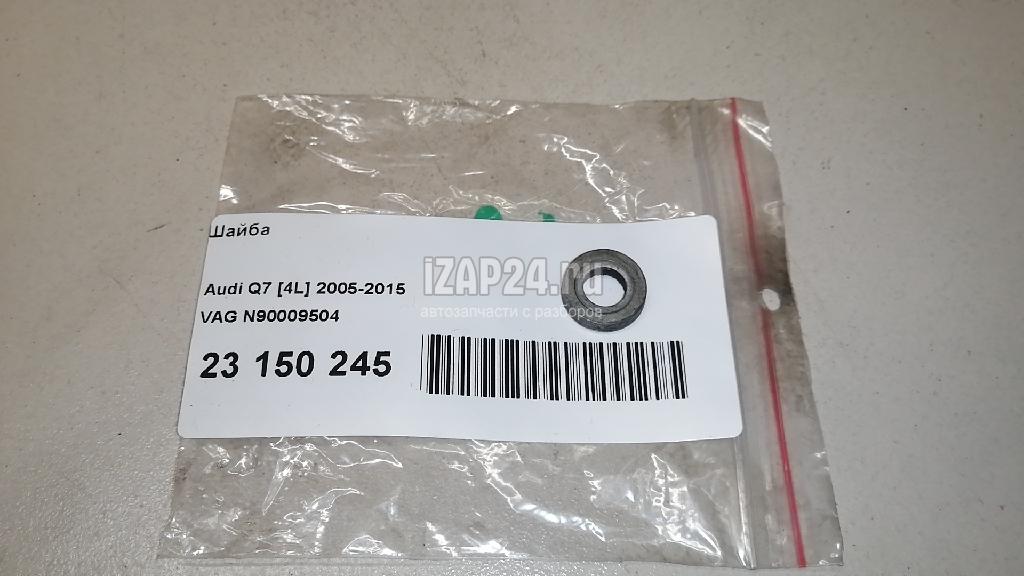 Шайба
iZAP24.ru
Audi Q7 [4L] 2005-2015
автозапчасти с разборов
VAG N90009504
23 150 245